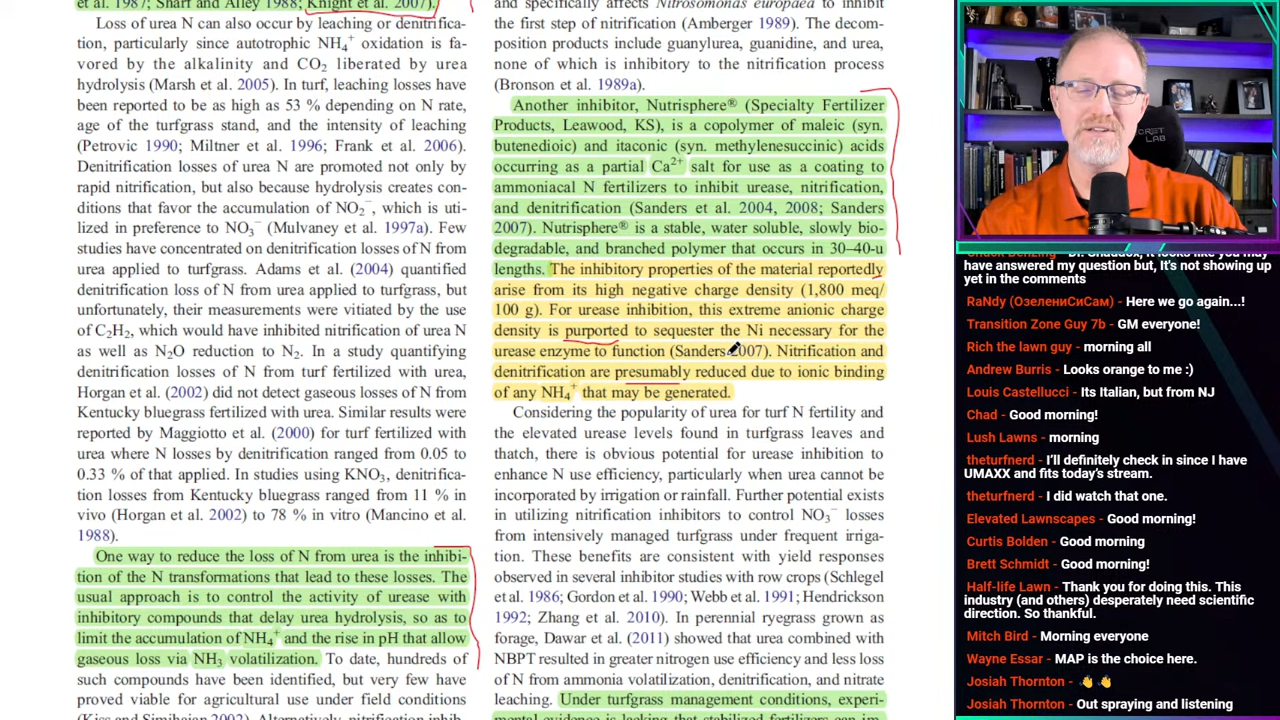 et al. 1987; Shart and Alley 1988; Knight et al. 2007).
Loss of urea N can also occur by leaching or denitrifica-
tion, particularly since autotrophic NH4+ oxidation is fa-
vored by the alkalinity and CO2 liberated by urea
hydrolysis (Marsh et al. 2005). In turf, leaching losses have
been reported to be as high as 53 % depending on N rate,
age of the turfgrass stand, and the intensity of leaching
(Petrovic 1990; Miltner et al. 1996; Frank et al. 2006).
Denitrification losses of urea N are promoted not only by
rapid nitrification, but also because hydrolysis creates con-
ditions that favor the accumulation of NO2−, which is uti-
lized in preference to NO3− (Mulvaney et al. 1997a). Few
studies have concentrated on denitrification losses of N from
urea applied to turfgrass. Adams et al. (2004) quantified
denitrification loss of N from urea applied to turfgrass, but
unfortunately, their measurements were vitiated by the use
of C2H2, which would have inhibited nitrification of urea N
as well as N2O reduction to N2. In a study quantifying
denitrification losses of N from turf fertilized with urea,
Horgan et al. (2002) did not detect gaseous losses of N from
Kentucky bluegrass fertilized with urea. Similar results were
reported by Maggiotto et al. (2000) for turf fertilized with
urea where N losses by denitrification ranged from 0.05 to
0.33 % of that applied. In studies using KNO3, denitrifica-
tion losses from Kentucky bluegrass ranged from 11 % in
vivo (Horgan et al. 2002) to 78 % in vitro (Mancino et al.
1988).
One way to reduce the loss of N from urea is the inhibi-
tion of the N transformations that lead to these losses. The
usual approach is to control the activity of urease with
inhibitory compounds that delay urea hydrolysis, so as to
limit the accumulation of NH4+ and the rise in pH that allow
gaseous loss via NH3 volatilization. To date, hundreds of
such compounds have been identified, but very few have
proved viable for agricultural use under field conditions
(Kiss and Simihaian 2002). Alternatively, nitrification inhib-
and specifically affects Nitrosomonas europaea to inhibit
the first step of nitrification (Amberger 1989). The decom-
position products include guanylurea, guanidine, and urea,
none of which is inhibitory to the nitrification process
(Bronson et al. 1989a).
Another inhibitor, Nutrisphere® (Specialty Fertilizer
Products, Leawood, KS), is a copolymer of maleic (syn.
butenedioic) and itaconic (syn. methylenesuccinic) acids
occurring as a partial Ca2+ salt for use as a coating to
ammoniacal N fertilizers to inhibit urease, nitrification,
and denitrification (Sanders et al. 2004, 2008; Sanders
2007). Nutrisphere® is a stable, water soluble, slowly bio-
degradable, and branched polymer that occurs in 30–40-u
lengths. The inhibitory properties of the material reportedly
arise from its high negative charge density (1,800 meq/
100 g). For urease inhibition, this extreme anionic charge
density is purported to sequester the Ni necessary for the
urease enzyme to function (Sanders 2007). Nitrification and
denitrification are presumably reduced due to ionic binding
of any NH4+ that may be generated.
Considering the popularity of urea for turf N fertility and
the elevated urease levels found in turfgrass leaves and
thatch, there is obvious potential for urease inhibition to
enhance N use efficiency, particularly when urea cannot be
incorporated by irrigation or rainfall. Further potential exists
in utilizing nitrification inhibitors to control NO3− losses
from intensively managed turfgrass under frequent irriga-
tion. These benefits are consistent with yield responses
observed in several inhibitor studies with row crops (Schlegel
et al. 1986; Gordon et al. 1990; Webb et al. 1991; Hendrickson
1992; Zhang et al. 2010). In perennial ryegrass grown as
forage, Dawar et al. (2011) showed that urea combined with
NBPT resulted in greater nitrogen use efficiency and less loss
of N from ammonia volatilization, denitrification, and nitrate
leaching. Under turfgrass management conditions, experi-
mental evidence is lacking that stabilized fertilizers can im-
CRET
LAB
have answered my question but, it's not showing up
yet in the comments
RaNdy (ОзелениСиСам) - Here we go again...!
Transition Zone Guy 7b - GM everyone!
Rich the lawn guy - morning all
Andrew Burris - Looks orange to me :)
Louis Castellucci - Its Italian, but from NJ
Chad - Good morning!
Lush Lawns - morning
theturfnerd - I'll definitely check in since I have
UMAXX and fits today's stream.
theturfnerd - I did watch that one.
Elevated Lawnscapes - Good morning!
Curtis Bolden - Good morning
Brett Schmidt - Good morning!
Half-life Lawn - Thank you for doing this. This
industry (and others) desperately need scientific
direction. So thankful.
Mitch Bird - Morning everyone
Wayne Essar - MAP is the choice here.
Josiah Thornton - 👋 👋
Josiah Thornton - Out spraying and listening